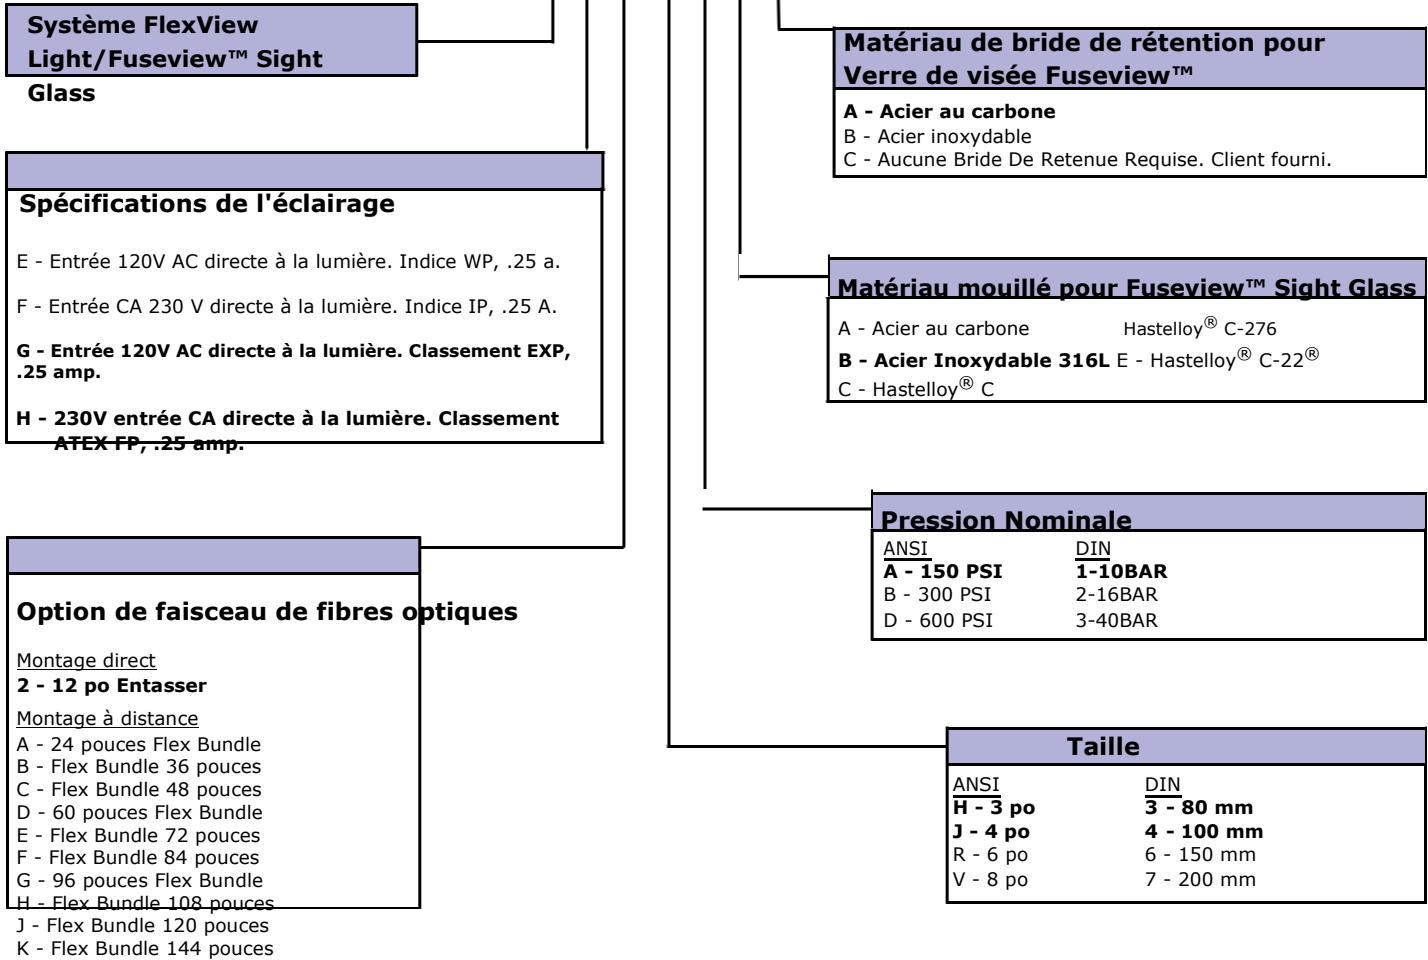 Système FlexView
Light/Fuseview™ Sight
Glass
Spécifications de l'éclairage
E - Entrée 120V AC directe à la lumière. Indice WP, .25 a.
F - Entrée CA 230 V directe à la lumière. Indice IP, .25 A.
G - Entrée 120V AC directe à la lumière. Classement EXP,
.25 amp.
H - 230V entrée CA directe à la lumière. Classement
ATEX FP, .25 amp.
Option de faisceau de fibres optiques
Montage direct
2 - 12 po Entasser
Montage à distance
A - 24 pouces Flex Bundle
B - Flex Bundle 36 pouces
C - Flex Bundle 48 pouces
D - 60 pouces Flex Bundle
E - Flex Bundle 72 pouces
F - Flex Bundle 84 pouces
G - 96 pouces Flex Bundle
H - Flex Bundle 108 pouces
J - Flex Bundle 120 pouces
K - Flex Bundle 144 pouces
Matériau de bride de rétention pour
Verre de visée Fuseview™
A - Acier au carbone
B - Acier inoxydable
C - Aucune Bride De Retenue Requise. Client fourni.
Matériau mouillé pour Fuseview™ Sight Glass
A - Acier au carbone Hastelloy® C-276
B - Acier Inoxydable 316L E - Hastelloy® C-22®
C - Hastelloy® C
Pression Nominale
ANSI DIN
A - 150 PSI 1-10BAR
B - 300 PSI 2-16BAR
D - 600 PSI 3-40BAR
Taille
ANSI DIN
H - 3 po 3 - 80 mm
J - 4 po 4 - 100 mm
R - 6 po 6 - 150 mm
V - 8 po 7 - 200 mm